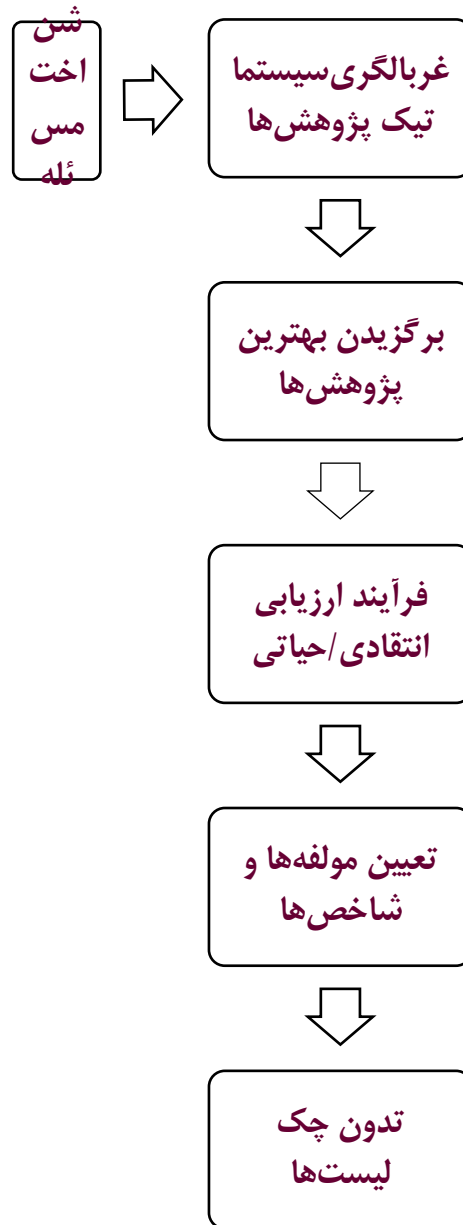 شن
اخت
مس
ئله
غربالگری سیستما
تیک پژوهش‌ها
برگزیدن بهترین
پژوهش‌ها
فرآیند ارزیابی
انتقادی/حیاتی
تعیین مولفه‌ها و
شاخص‌ها
تدون چک
لیست‌ها